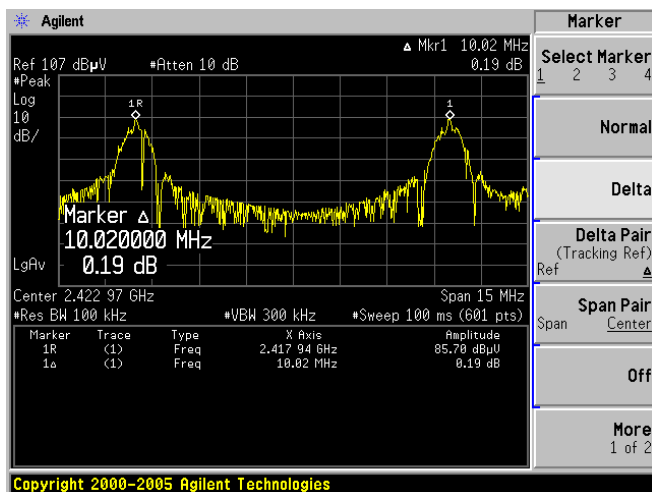 Agilent
Marker
Δ Mkr1 10.02 MHz
Ref 107 dBµV #Atten 10 dB 0.19 dB
#Peak
Log
10
dB/
1R
1
Marker Δ
10.020000 MHz
0.19 dB
LgAv
Center 2.422 97 GHz Span 15 MHz
#Res BW 100 kHz #VBW 300 kHz #Sweep 100 ms (601 pts)
Marker Trace Type X Axis Amplitude
1R (1) Freq 2.417 94 GHz 85.70 dBµV
1Δ (1) Freq 10.02 MHz 0.19 dB
Select Marker
1 2 3 4
Normal
Delta
Delta Pair
(Tracking Ref)
Ref Δ
Span Pair
Span Center
Off
More
1 of 2
Copyright 2000-2005 Agilent Technologies